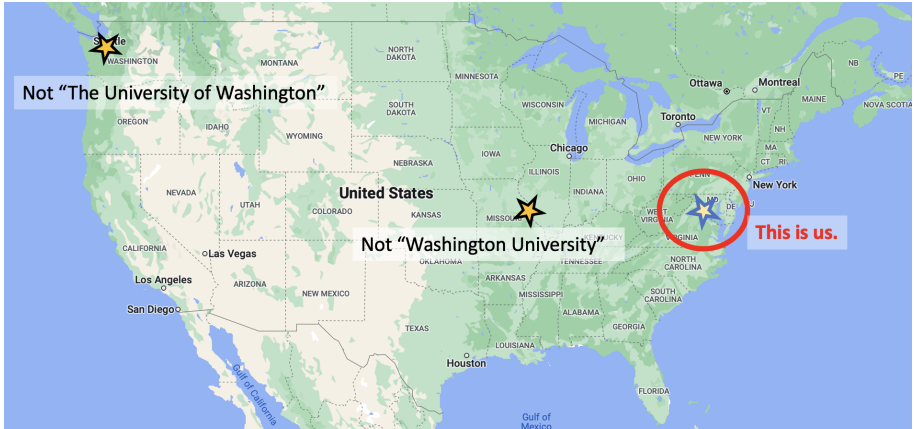 Se le
WASHINGTON
Not “The University of Washington”
MONTANA
NORTH
DAKOTA
MINNESOTA
Ottawa
Montreal
NB
PE
NOVA SCOTIA
MAINE
OREGON
IDAHO
WYOMING
SOUTH
DAKOTA
WISCONSIN
MICHIGAN
Toronto
VT
NH
NEW YORK
MA
CT RI
IOWA
Chicago
NEBRASKA
ILLINOIS
INDIANA
OHIO
PENN
New York
NEVADA
UTAH
COLORADO
United States
KANSAS
MISSOURI
WEST
VIRGINIA
MD
DE
This is us.
VIRGINIA
Not “Washington University”
KENTUCKY
CALIFORNIA
Las Vegas
OKLAHOMA
TENNESSEE
NORTH
CAROLINA
Los Angeles
ARIZONA
NEW MEXICO
ARKANSAS
SOUTH
CAROLINA
San Diego
MISSISSIPPI
ALABAMA
GEORGIA
TEXAS
LOUISIANA
Houston
FLORIDA
Gulf of
California
Gulf of
Mexico